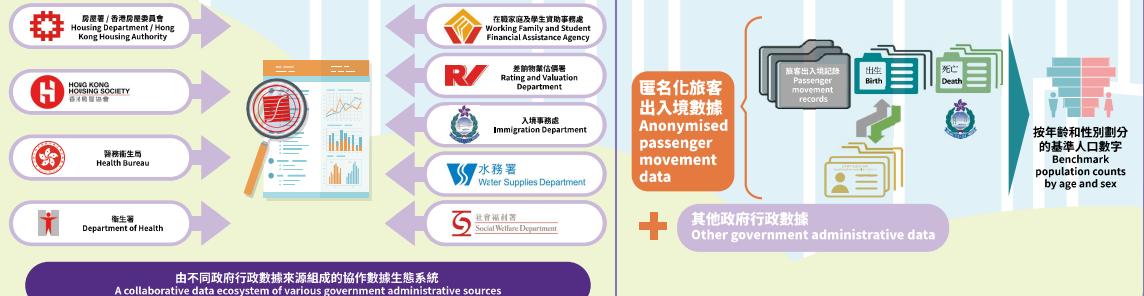 房屋署 / 香港房屋委員會
Housing Department / Hong
Kong Housing Authority
HONG KONG
HOUSING SOCIETY
香港房屋協會
醫務衞生局
Health Bureau
衞生署
Department of Health
在職家庭及學生資助事務處
Working Family and Student
Financial Assistance Agency
差餉物業估價署
Rating and Valuation
Department
入境事務處
Immigration Department
水務署
Water Supplies Department
社會福利署
Social Welfare Department
由不同政府行政數據來源組成的協作數據生態系統
A collaborative data ecosystem of various government administrative sources
匿名化旅客
出入境數據
Anonymised
passenger
movement
data
旅客出入境記錄
Passenger
movement
records
出生
Birth
死亡
Death
按年齡和性別劃分
的基準人口數字
Benchmark
population counts
by age and sex
其他政府行政數據
Other government administrative data